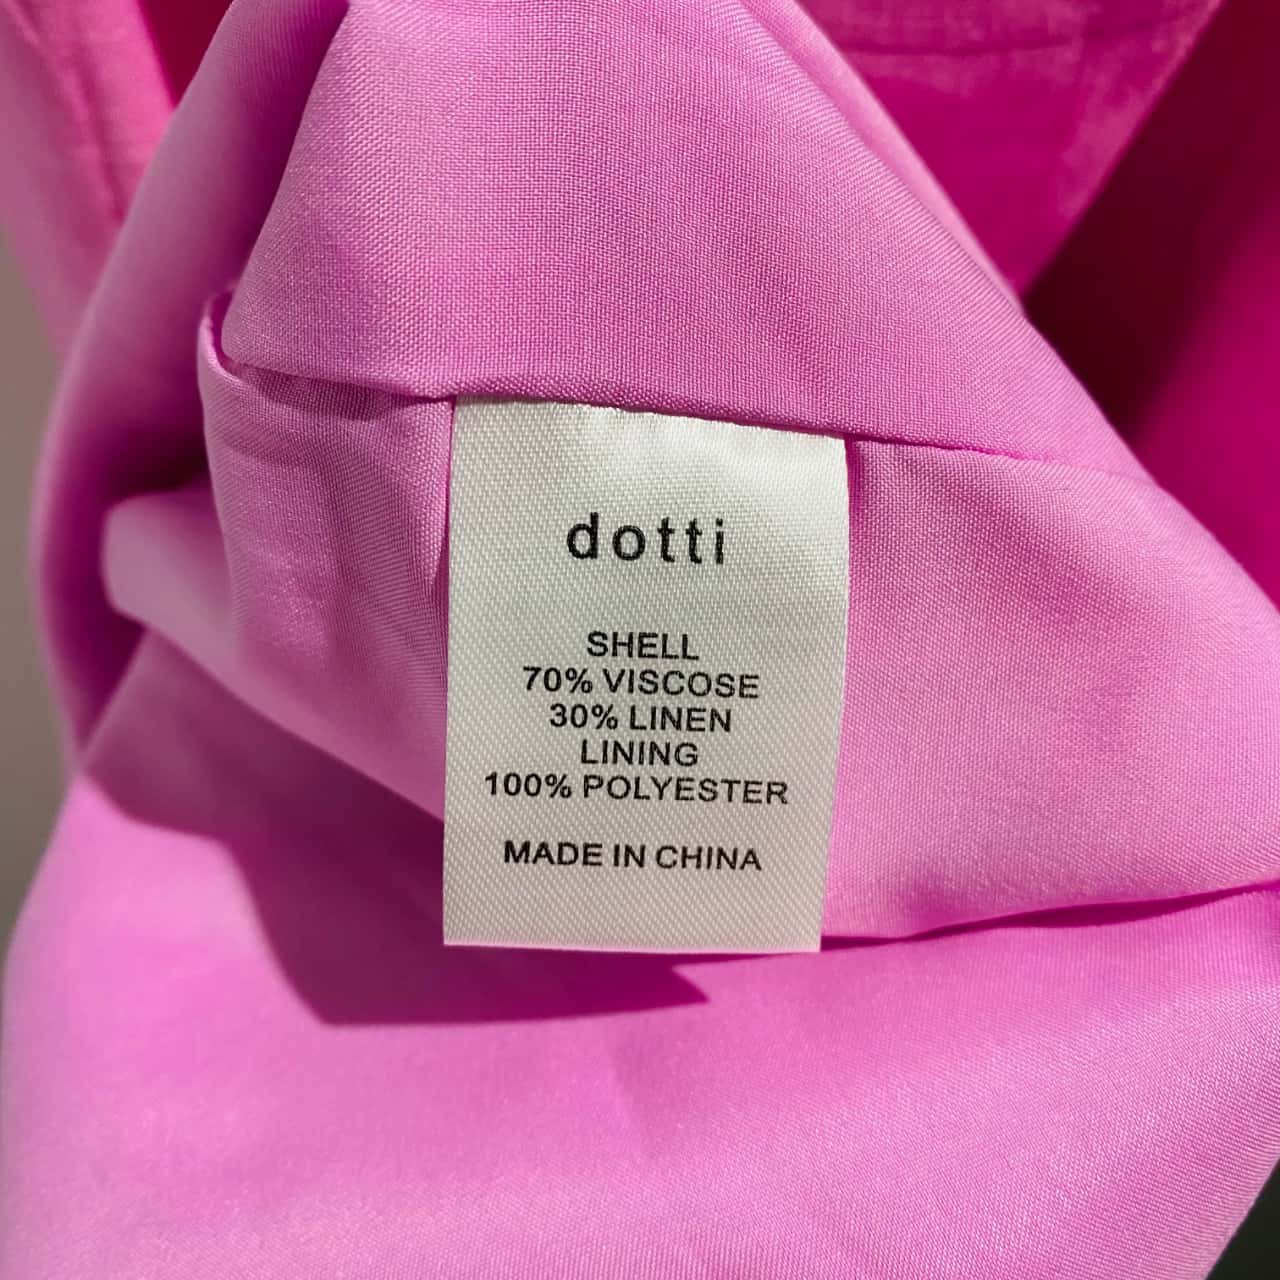 dotti
SHELL
70% VISCOSE
30% LINEN
LINING
100% POLYESTER
MADE IN CHINA